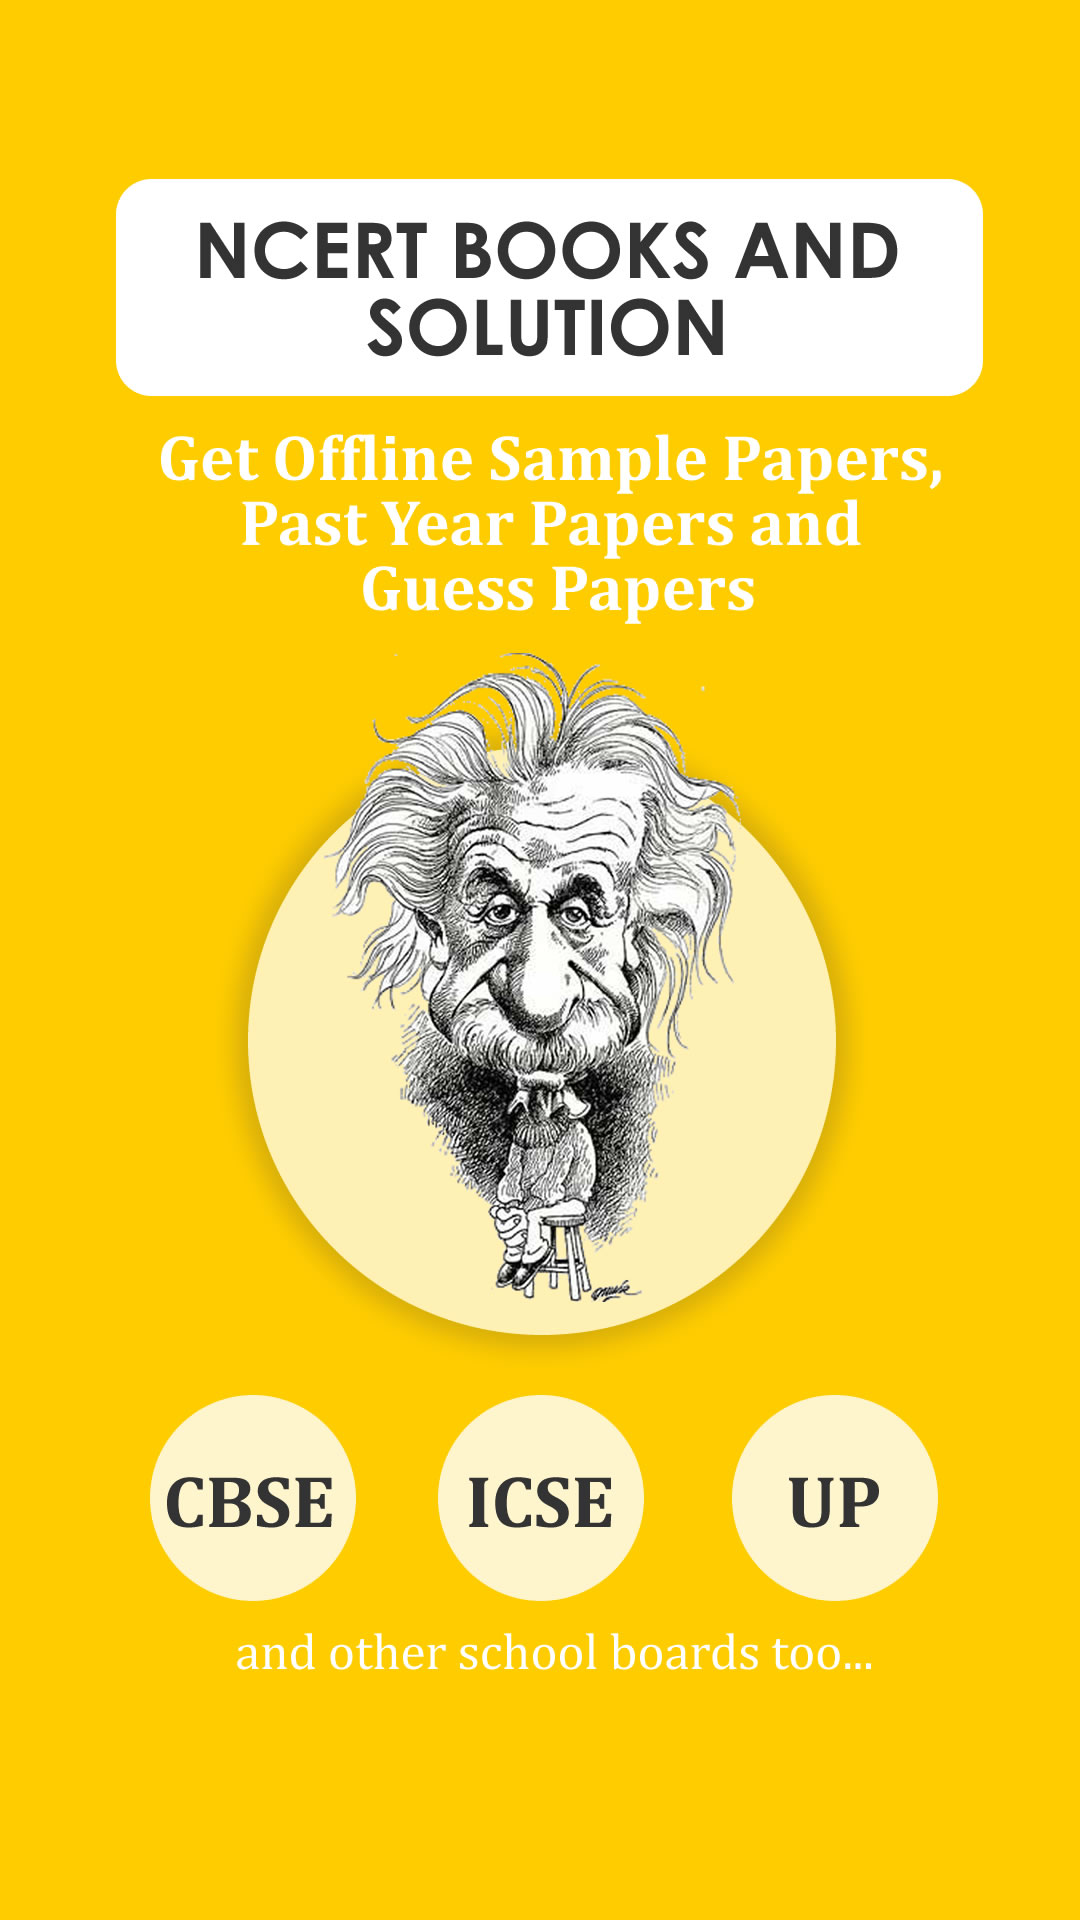 NCERT BOOKS AND
SOLUTION
Get Offline Sample Papers,
Past Year Papers and
Guess Papers
CBSE
ICSE
UP
and other school boards too...